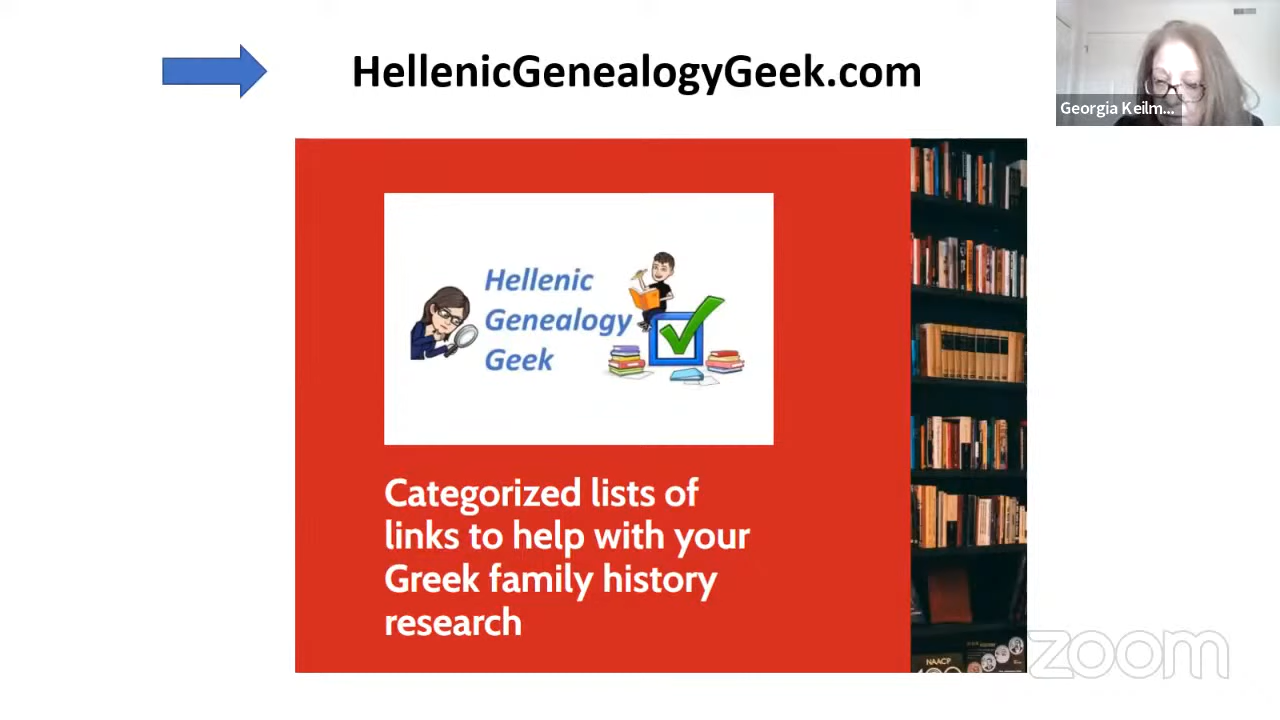 HellenicGenealogyGeek.com
Georgia Keilm...
Hellenic
Genealogy
Geek
Categorized lists of
links to help with your
Greek family history
research
NAACP
zoom